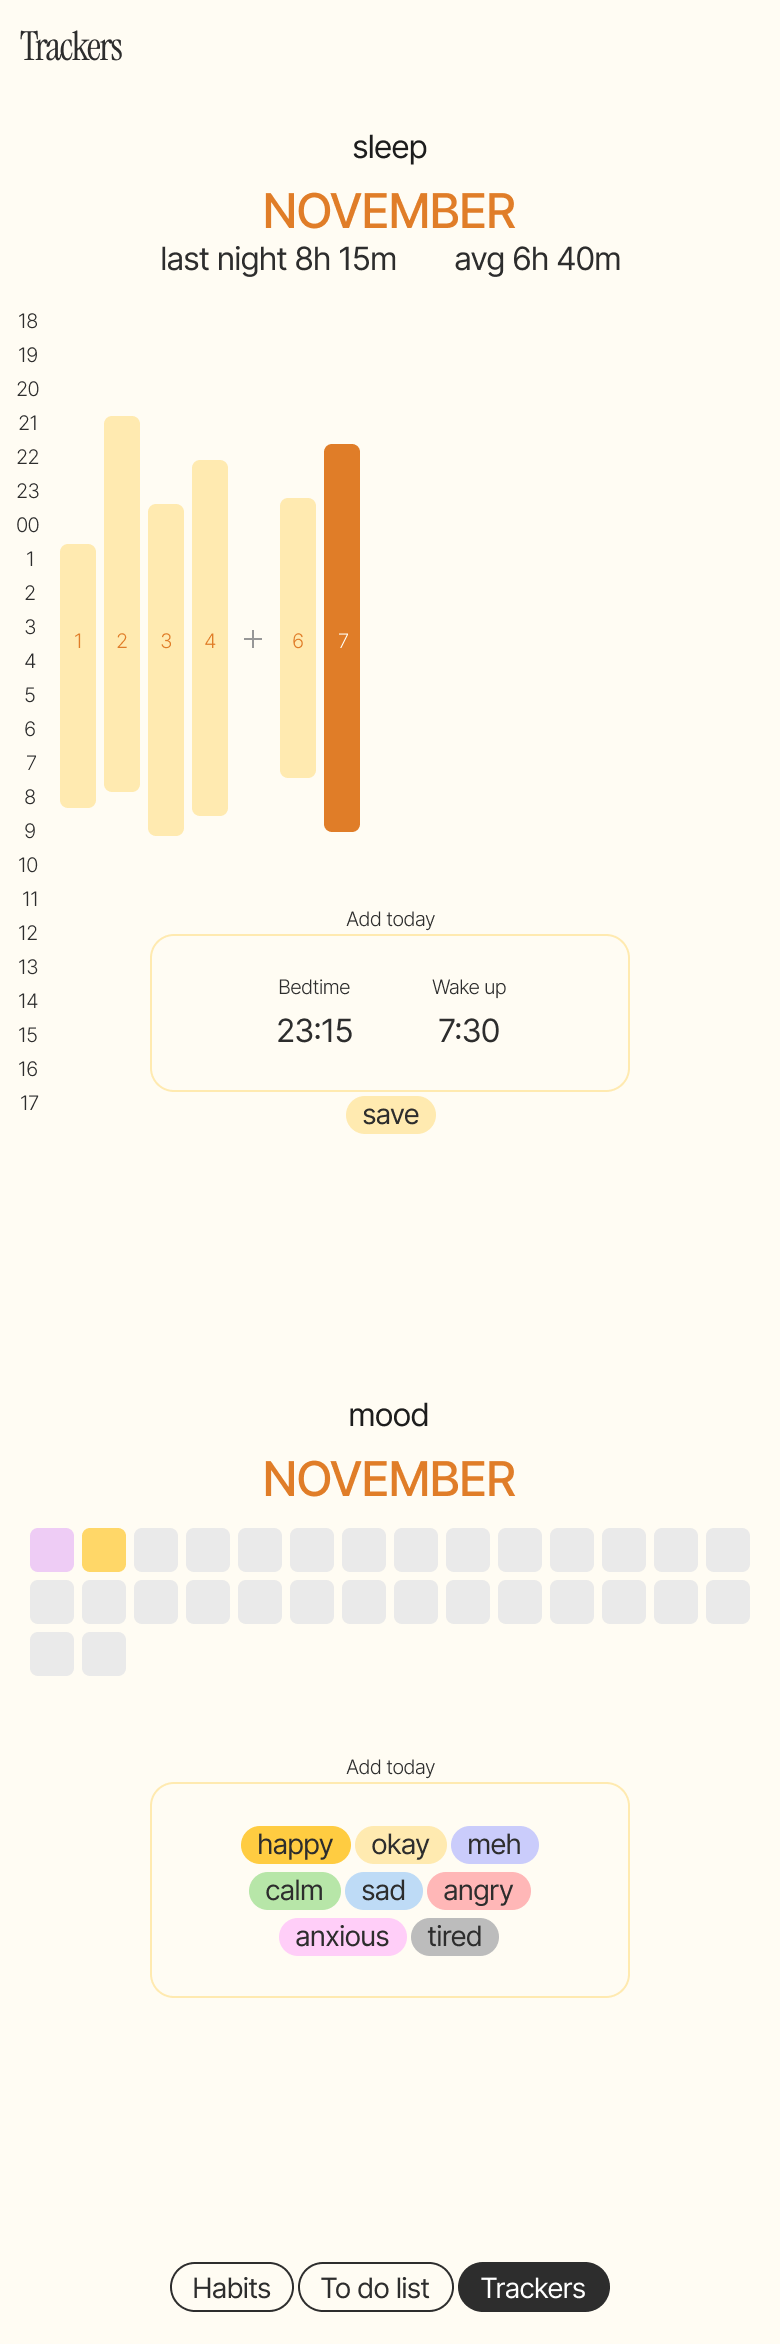 Trackers
sleep
NOVEMBER
last night 8h 15m avg 6h 40m
18
19
20
21
22
23
00
1
2
3
4
5
6
7
8
9
10
11
12
13
14
15
16
17
1 2 3 4 + 6 7
Add today
Bedtime Wake up
23:15 7:30
save
mood
NOVEMBER
Add today
happy okay meh
calm sad angry
anxious tired
Habits To do list Trackers